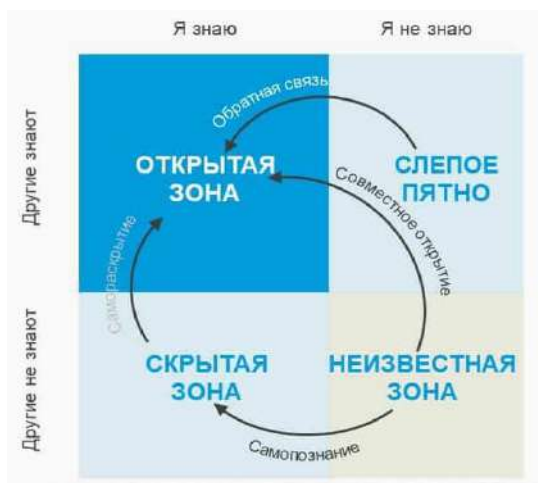 Я знаю
Я не знаю
Другие знают
Обратная связь
ОТКРЫТАЯ
ЗОНА
СЛЕПОЕ
ПЯТНО
Совместное открытие
Самораскрытие
Другие не знают
СКРЫТАЯ
ЗОНА
НЕИЗВЕСТНАЯ
ЗОНА
Самопознание